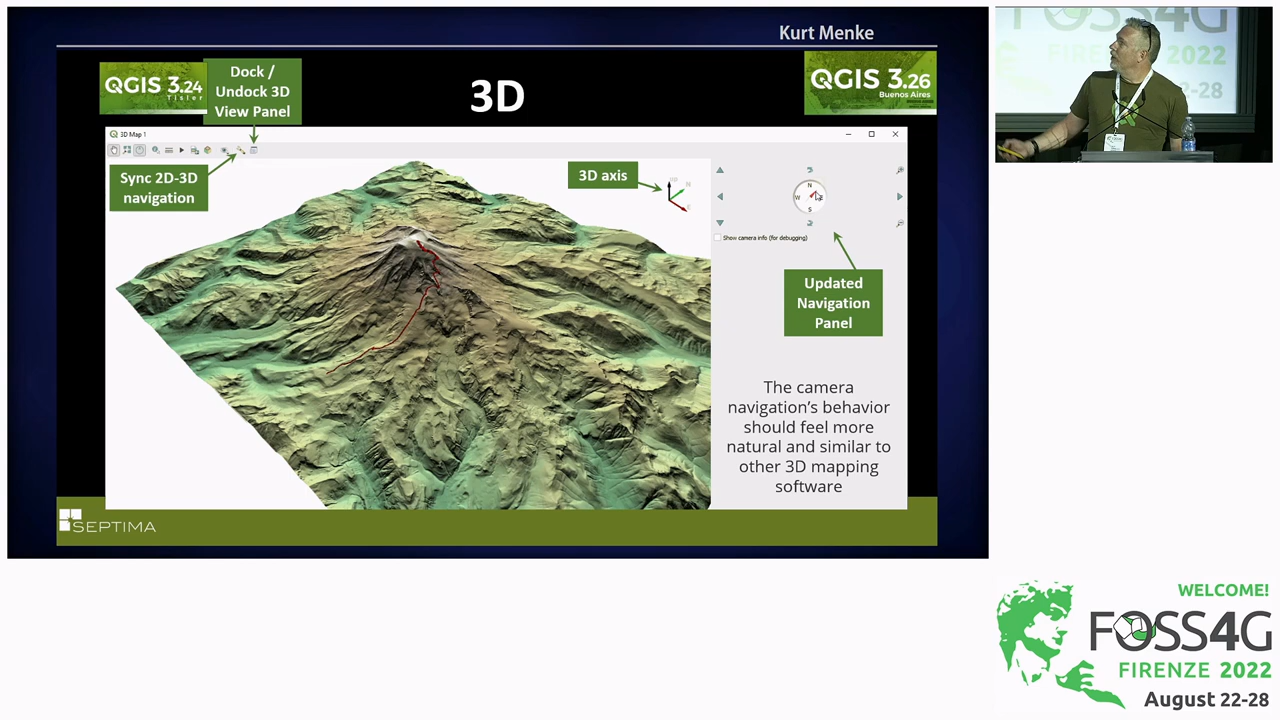 Kurt Menke
QGIS 3.24
Tisler
Dock /
Undock 3D
View Panel
3D
QGIS 3.26
Buenos Aires
3D Map 1
Sync 2D-3D
navigation
3D axis
N
W
E
S
Show camera info (for debugging)
Updated
Navigation
Panel
The camera
navigation's behavior
should feel more
natural and similar to
other 3D mapping
software
SEPTIMA
FOSS4G
FIRENZE 2022
-28
WELCOME!
FOSS4G
FIRENZE 2022
August 22-28